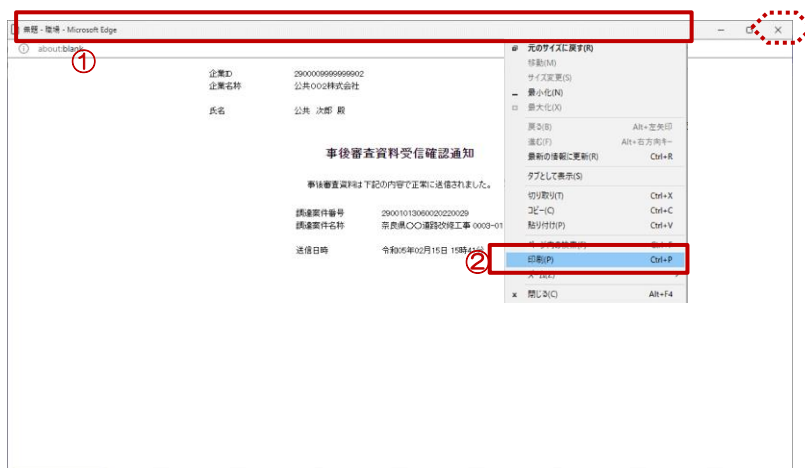 無題 - 職場 - Microsoft Edge
about:blank
①
企業ID 2900009999999902
企業名称 公共002株式会社
氏名 公共 次郎 殿
事後審査資料受信確認通知
事後審査資料は下記の内容で正常に送信されました。
調達案件番号 29001013060020220029
調達案件名称 奈良県○○道路改修工事 0003-01
送信日時 令和05年02月15日 15時41分
元のサイズに戻す(R)
移動(M)
サイズ変更(S)
最小化(N)
最大化(X)
戻る(B) Alt+左矢印
進む(F) Alt+右方向キー
最新の情報に更新(R) Ctrl+R
タブとして表示(S)
切り取り(T) Ctrl+X
コピー(C) Ctrl+C
貼り付け(P) Ctrl+V
②
印刷(P) Ctrl+P
閉じる(C) Alt+F4